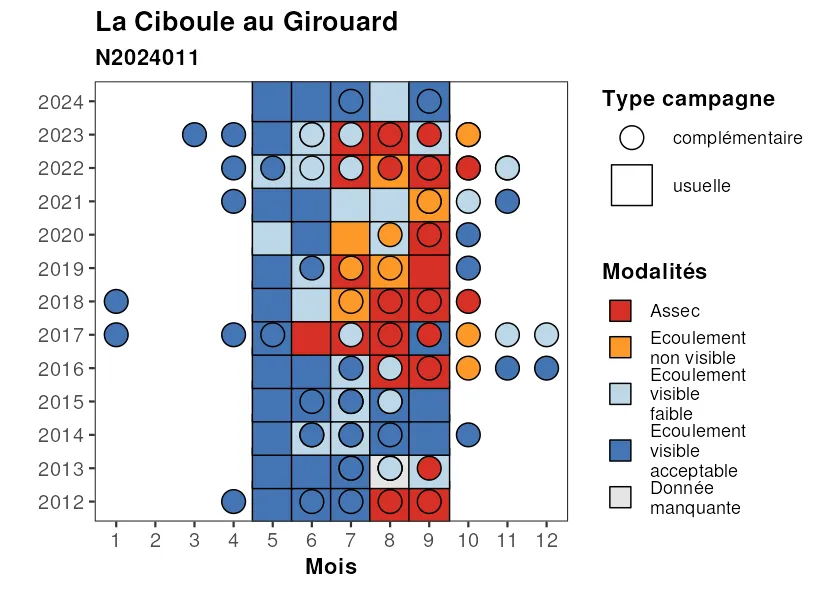 La Ciboule au Girouard
N2024011
2024
2023
2022
2021
2020
2019
2018
2017
2016
2015
2014
2013
2012
1 2 3 4 5 6 7 8 9 10 11 12
Mois
Type campagne
complémentaire
usuelle
Modalités
Assec
Ecoulement
non visible
Ecoulement
visible
faible
Ecoulement
visible
acceptable
Donnée
manquante